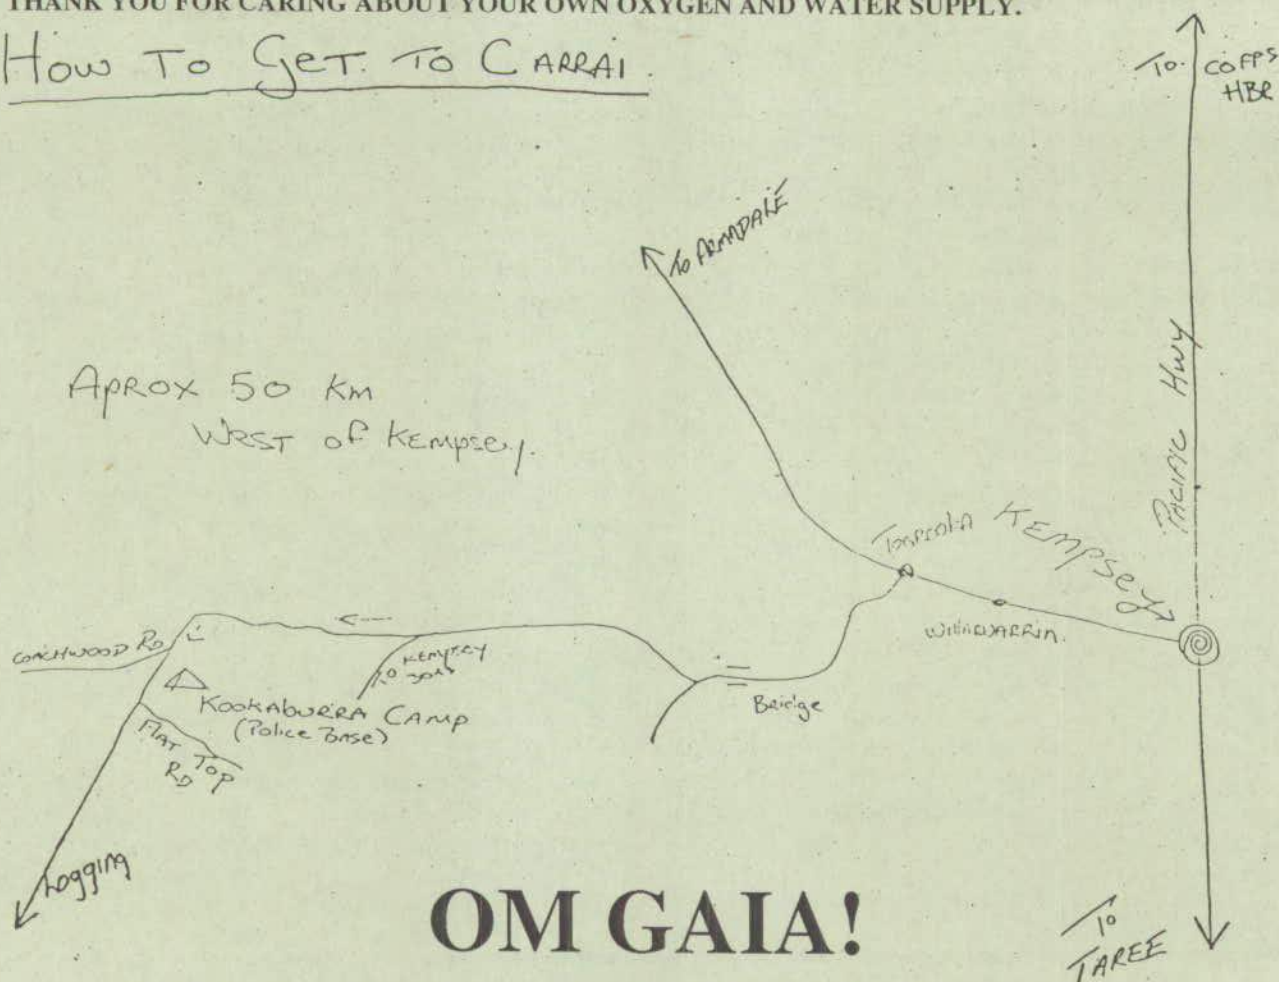 THANK YOU FOR CARING ABOUT YOUR OWN OXYGEN AND WATER SUPPLY.
HOW TO GET TO CARRAI.
TO COFFS
HBR
TO ARMADALE
APROX 50 Km
WEST of KEMPSEY.
PACIFIC HWY
KEMPSEY
WILLAWARRIN.
COACHWOOD RD
TO KEMPSEY
Bridge
KOOKABURRA CAMP
(Police Base)
FLAT TOP
RD
Logging
OM GAIA!
TO
TAREE